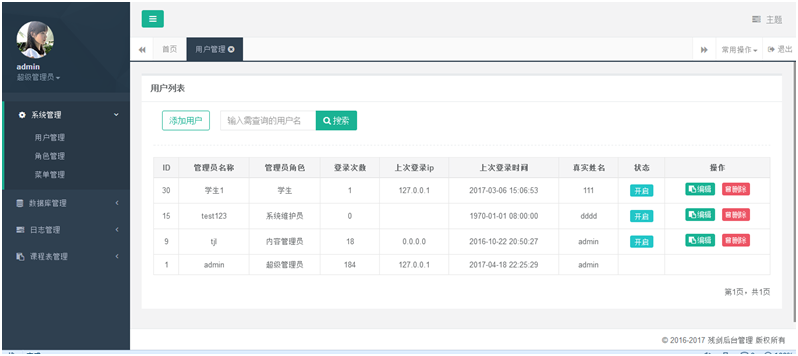 主题
admin
超级管理员
首页
用户管理
常用操作
退出
系统管理
用户管理
角色管理
菜单管理
数据库管理
日志管理
课程表管理
用户列表
添加用户 输入需查询的用户名 搜索
ID 管理员名称 管理员角色 登录次数 上次登录ip 上次登录时间 真实姓名 状态 操作
30 学生1 学生 1 127.0.0.1 2017-03-06 15:06:53 111 开启 编辑 删除
15 test123 系统维护员 0 1970-01-01 08:00:00 dddd 开启 编辑 删除
9 tjl 内容管理员 18 0.0.0.0 2016-10-22 20:50:27 admin 开启 编辑 删除
1 admin 超级管理员 184 127.0.0.1 2017-04-18 22:25:29 admin
第1页，共1页
© 2016-2017 残剑后台管理 版权所有